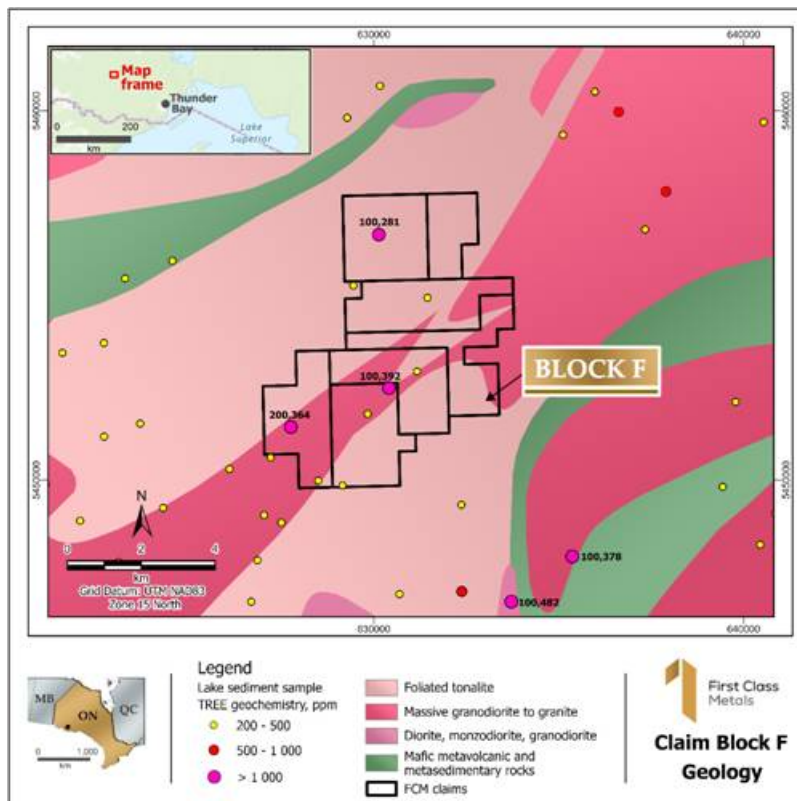 630000
640000
5460000
5460000
Map
frame
Thunder
Bay
0
200
km
Lake
Superior
100,281
BLOCK F
100,392
200,364
5450000
5450000
N
0
2
4
km
Grid Datum: UTM NAD83
Zone 15 North
100,378
100,482
630000
640000
MB
ON
QC
0
1,000
km
Legend
Lake sediment sample
TREE geochemistry, ppm
200 - 500
500 - 1 000
> 1 000
Foliated tonalite
Massive granodiorite to granite
Diorite, monzodiorite, granodiorite
Mafic metavolcanic and
metasedimentary rocks
FCM claims
First Class
Metals
Claim Block F
Geology